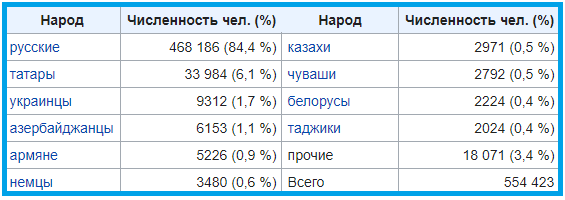 Народ Численность чел. (%) Народ Численность чел. (%)
русские 468 186 (84,4 %) казахи 2971 (0,5 %)
татары 33 984 (6,1 %) чуваши 2792 (0,5 %)
украинцы 9312 (1,7 %) белорусы 2224 (0,4 %)
азербайджанцы 6153 (1,1 %) таджики 2024 (0,4 %)
армяне 5226 (0,9 %) прочие 18 071 (3,4 %)
немцы 3480 (0,6 %) Всего 554 423